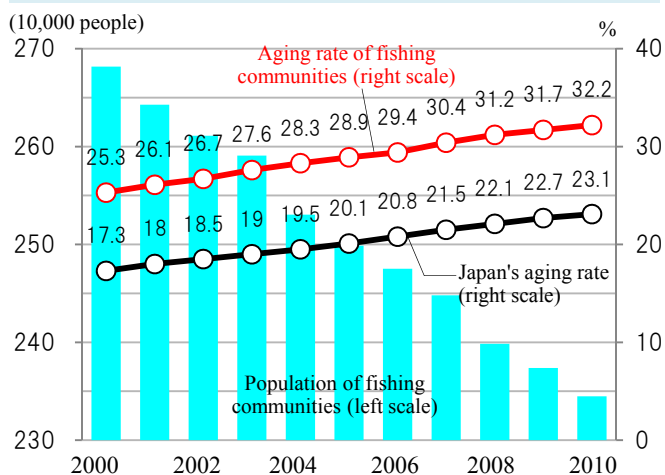 (10,000 people)
%
270
40
Aging rate of fishing
communities (right scale)
25.3 26.1 26.7 27.6 28.3 28.9 29.4 30.4 31.2 31.7 32.2
260
30
17.3 18 18.5 19 19.5 20.1 20.8 21.5 22.1 22.7 23.1
250
20
Japan's aging rate
(right scale)
240
10
Population of fishing
communities (left scale)
230
0
2000 2002 2004 2006 2008 2010